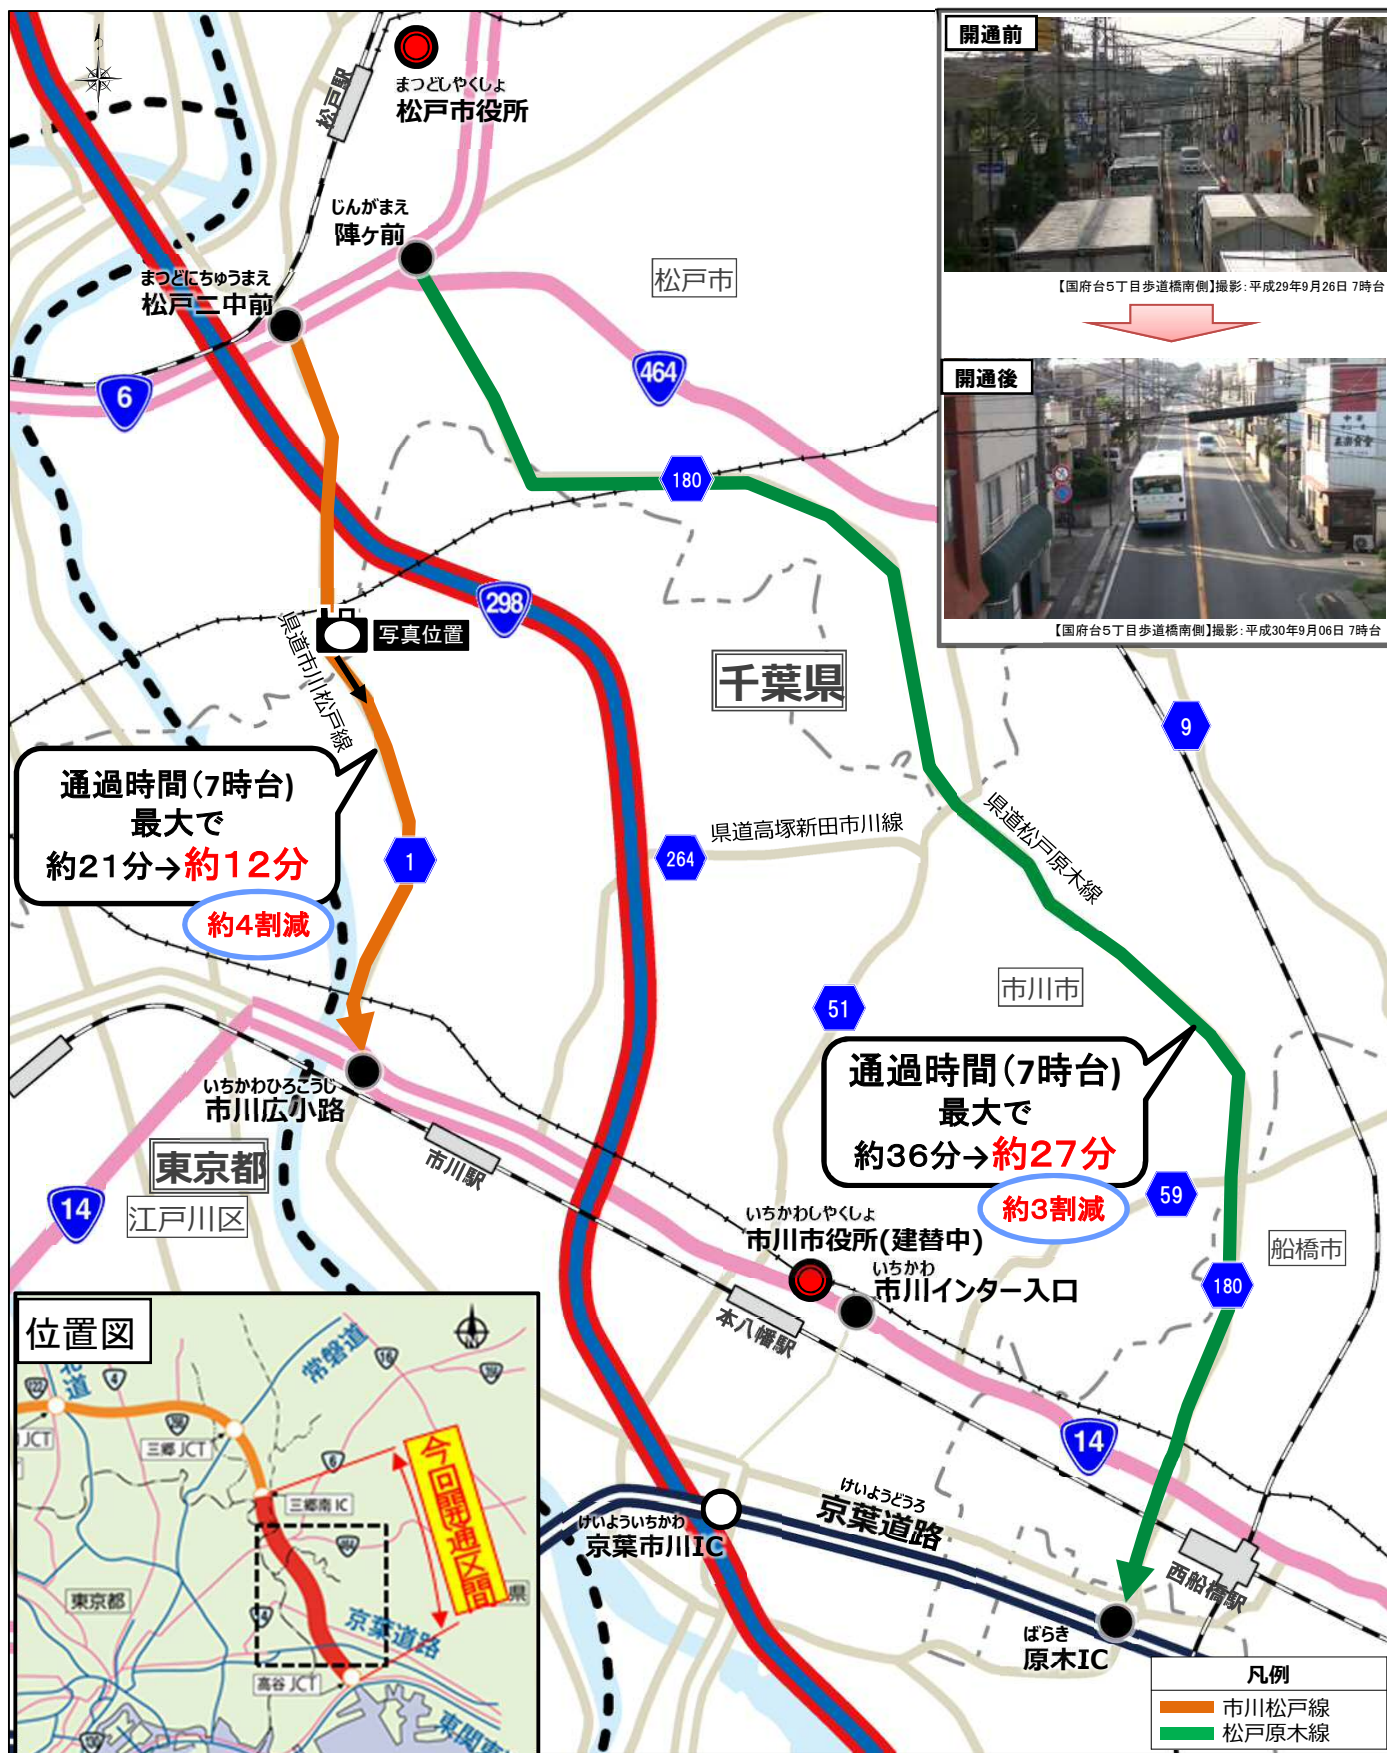 開通前
【国府台5丁目歩道橋南側】撮影：平成29年9月26日 7時台
開通後
【国府台5丁目歩道橋南側】撮影：平成30年9月06日 7時台
まつどしやくしょ
松戸市役所
松戸駅
じんがまえ
陣ヶ前
まつどにちゅうまえ
松戸二中前
松戸市
6
464
180
298
写真位置
県道市川松戸線
千葉県
9
通過時間（7時台）
最大で
約21分→約12分
約4割減
1
264
県道高塚新田市川線
県道松戸原木線
市川市
51
通過時間（7時台）
最大で
約36分→約27分
約3割減
いちかわひろこうじ
市川広小路
市川駅
東京都
江戸川区
14
59
船橋市
180
いちかわしやくしょ
市川市役所(建替中)
いちかわ
市川インター入口
本八幡駅
14
けいようどうろ
京葉道路
けいよういちかわ
京葉市川IC
西船橋駅
ばらき
原木IC
位置図
常磐道
4
16
三郷 JCT
6
三郷南 IC
今回開通区間
464
東京都
14
京葉道路
高谷 JCT
凡例
市川松戸線
松戸原木線